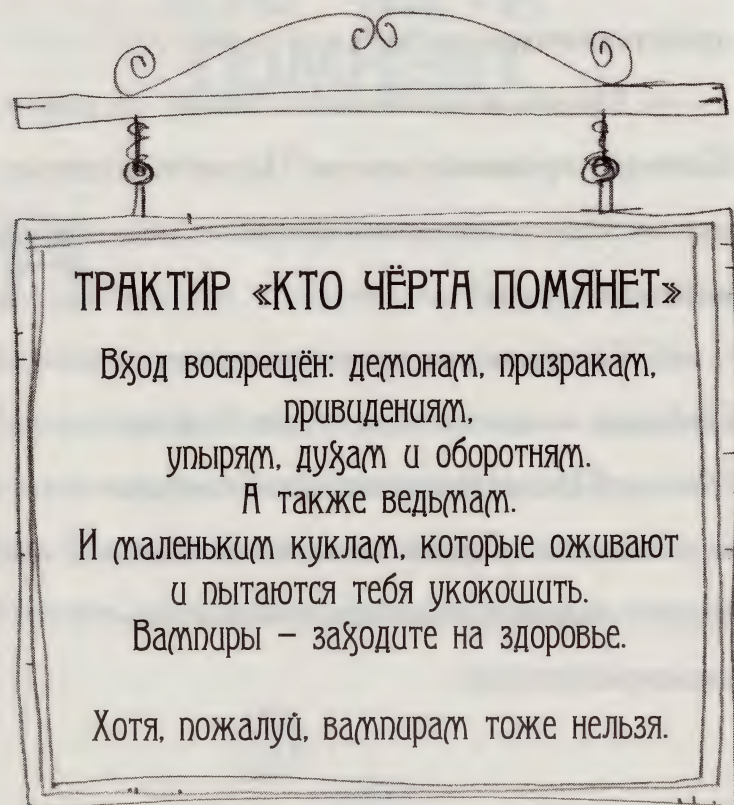 ТРАКТИР «КТО ЧЁРТА ПОМЯНЕТ»
Вход воспрещён: демонам, призракам,
привидениям,
упырям, духам и оборотням.
А также ведьмам.
И маленьким куклам, которые оживают
и пытаются тебя укокошить.
Вампиры – заходите на здоровье.
Хотя, пожалуй, вампирам тоже нельзя.